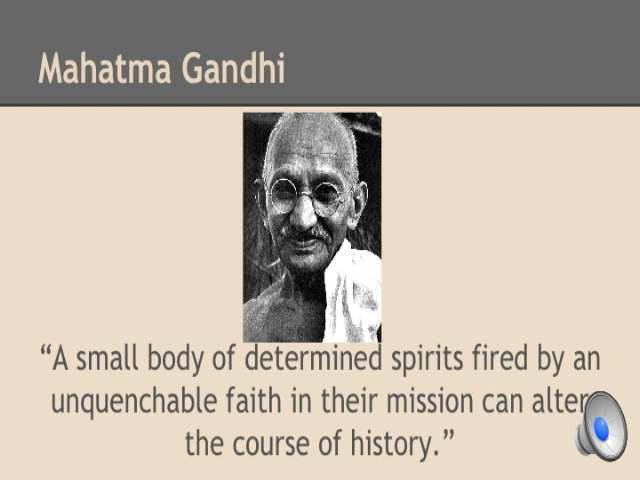 Mahatma Gandhi
“A small body of determined spirits fired by an
unquenchable faith in their mission can alter
the course of history.”